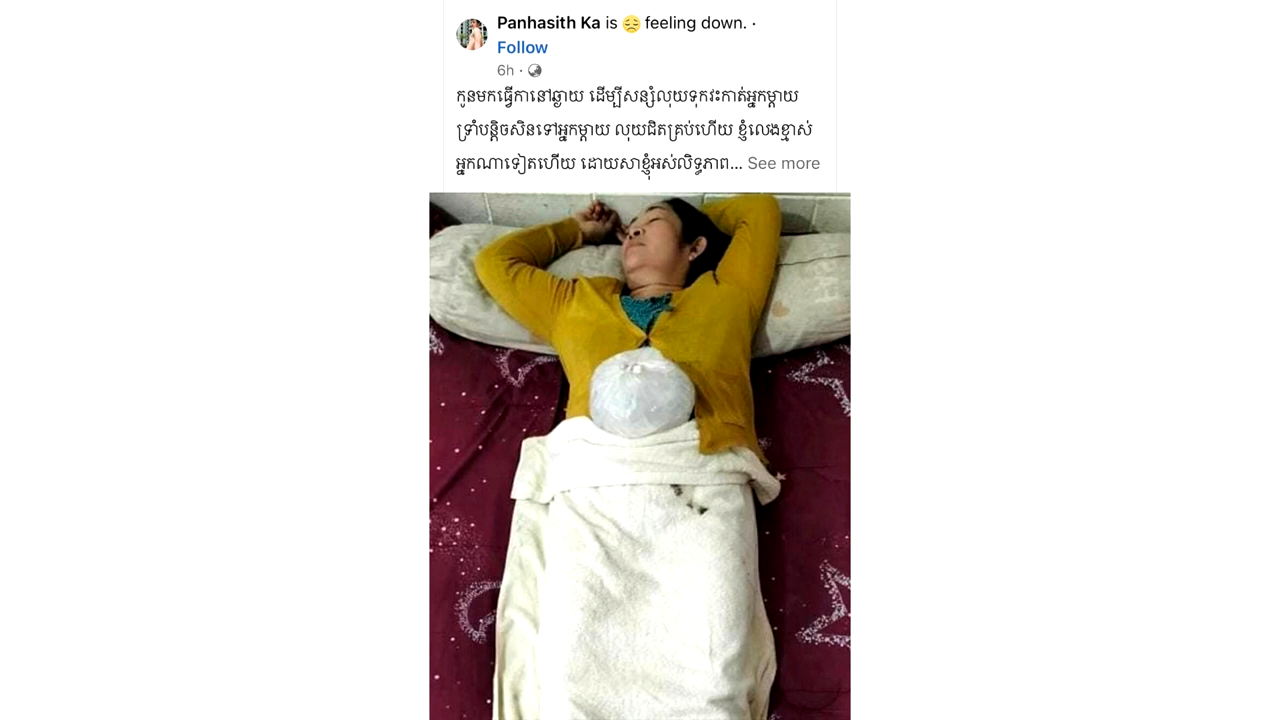 Panhasith Ka is 😞 feeling down. ·
Follow
6h ·
កូនមកធ្វើការនៅឆ្ងាយ ដើម្បីសន្សំលុយទុកវះកាត់អ្នកម្តាយ
ទ្រាំបន្តិចសិនទៅអ្នកម្តាយ លុយជិតគ្រប់ហើយ ខ្ញុំលេងខ្មាស់
អ្នកណាទៀតហើយ ដោយសាខ្ញុំអស់លិទ្ធភាព... See more